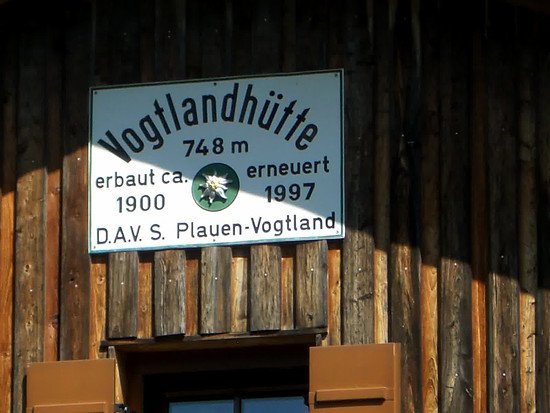 Vogtlandhütte
748 m
erbaut ca. erneuert
1900 1997
D.A.V. S. Plauen-Vogtland